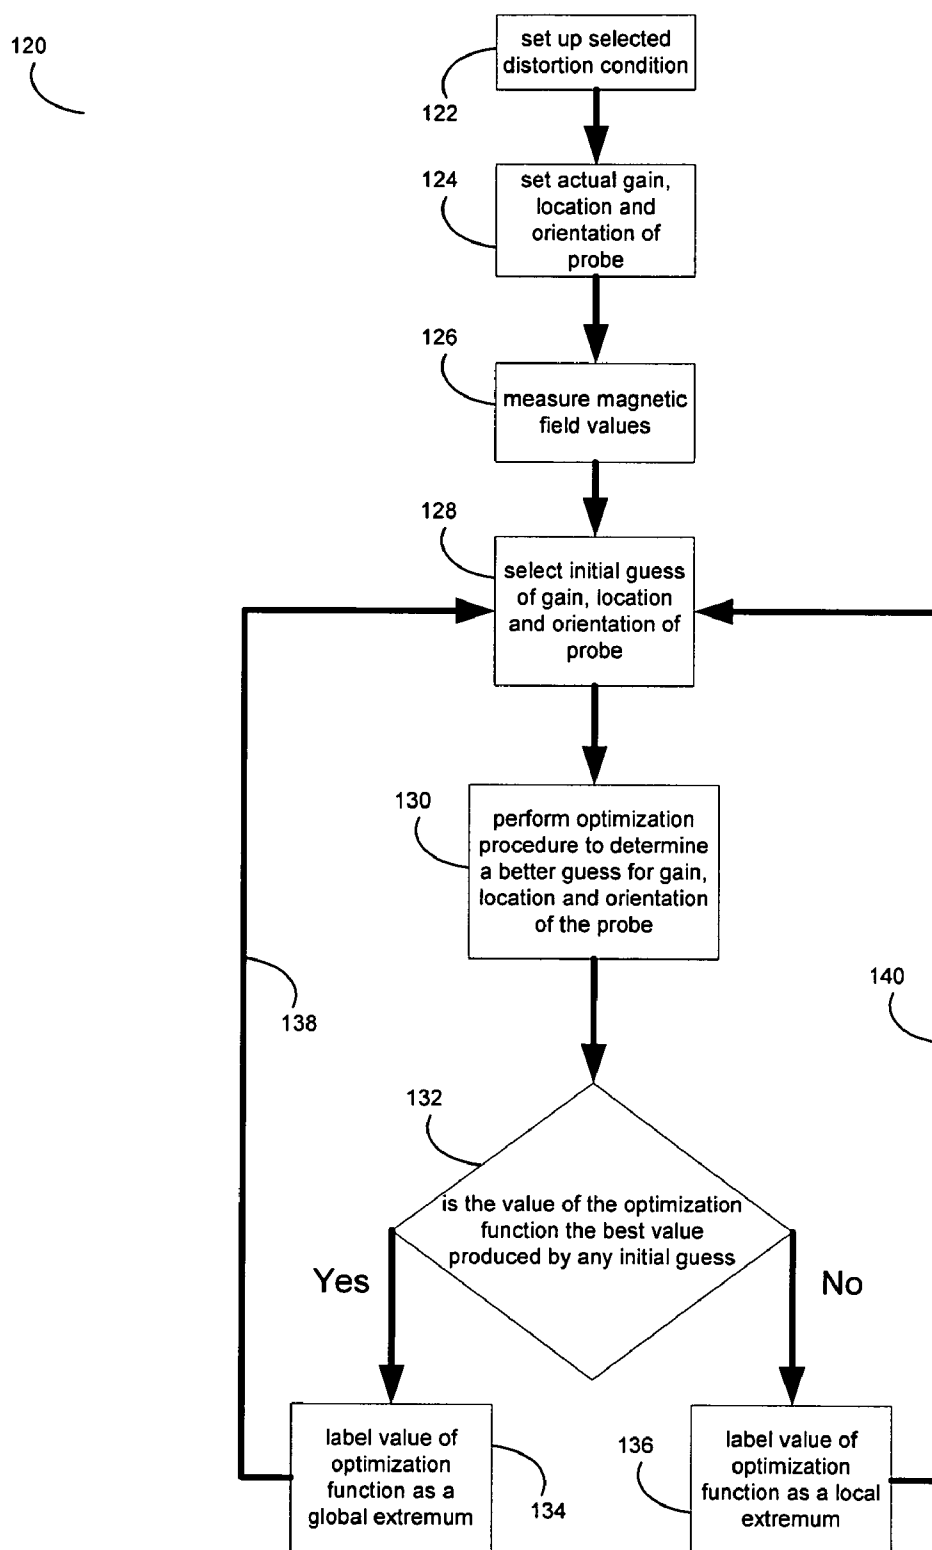 120
set up selected
distortion condition
122
124
set actual gain,
location and
orientation of
probe
126
measure magnetic
field values
128
select initial guess
of gain, location
and orientation of
probe
130
perform optimization
procedure to determine
a better guess for gain,
location and orientation
of the probe
138
140
132
is the value of the optimization
function the best value
produced by any initial guess
Yes
No
label value of
optimization
function as a
global extremum
134
136
label value of
optimization
function as a local
extremum